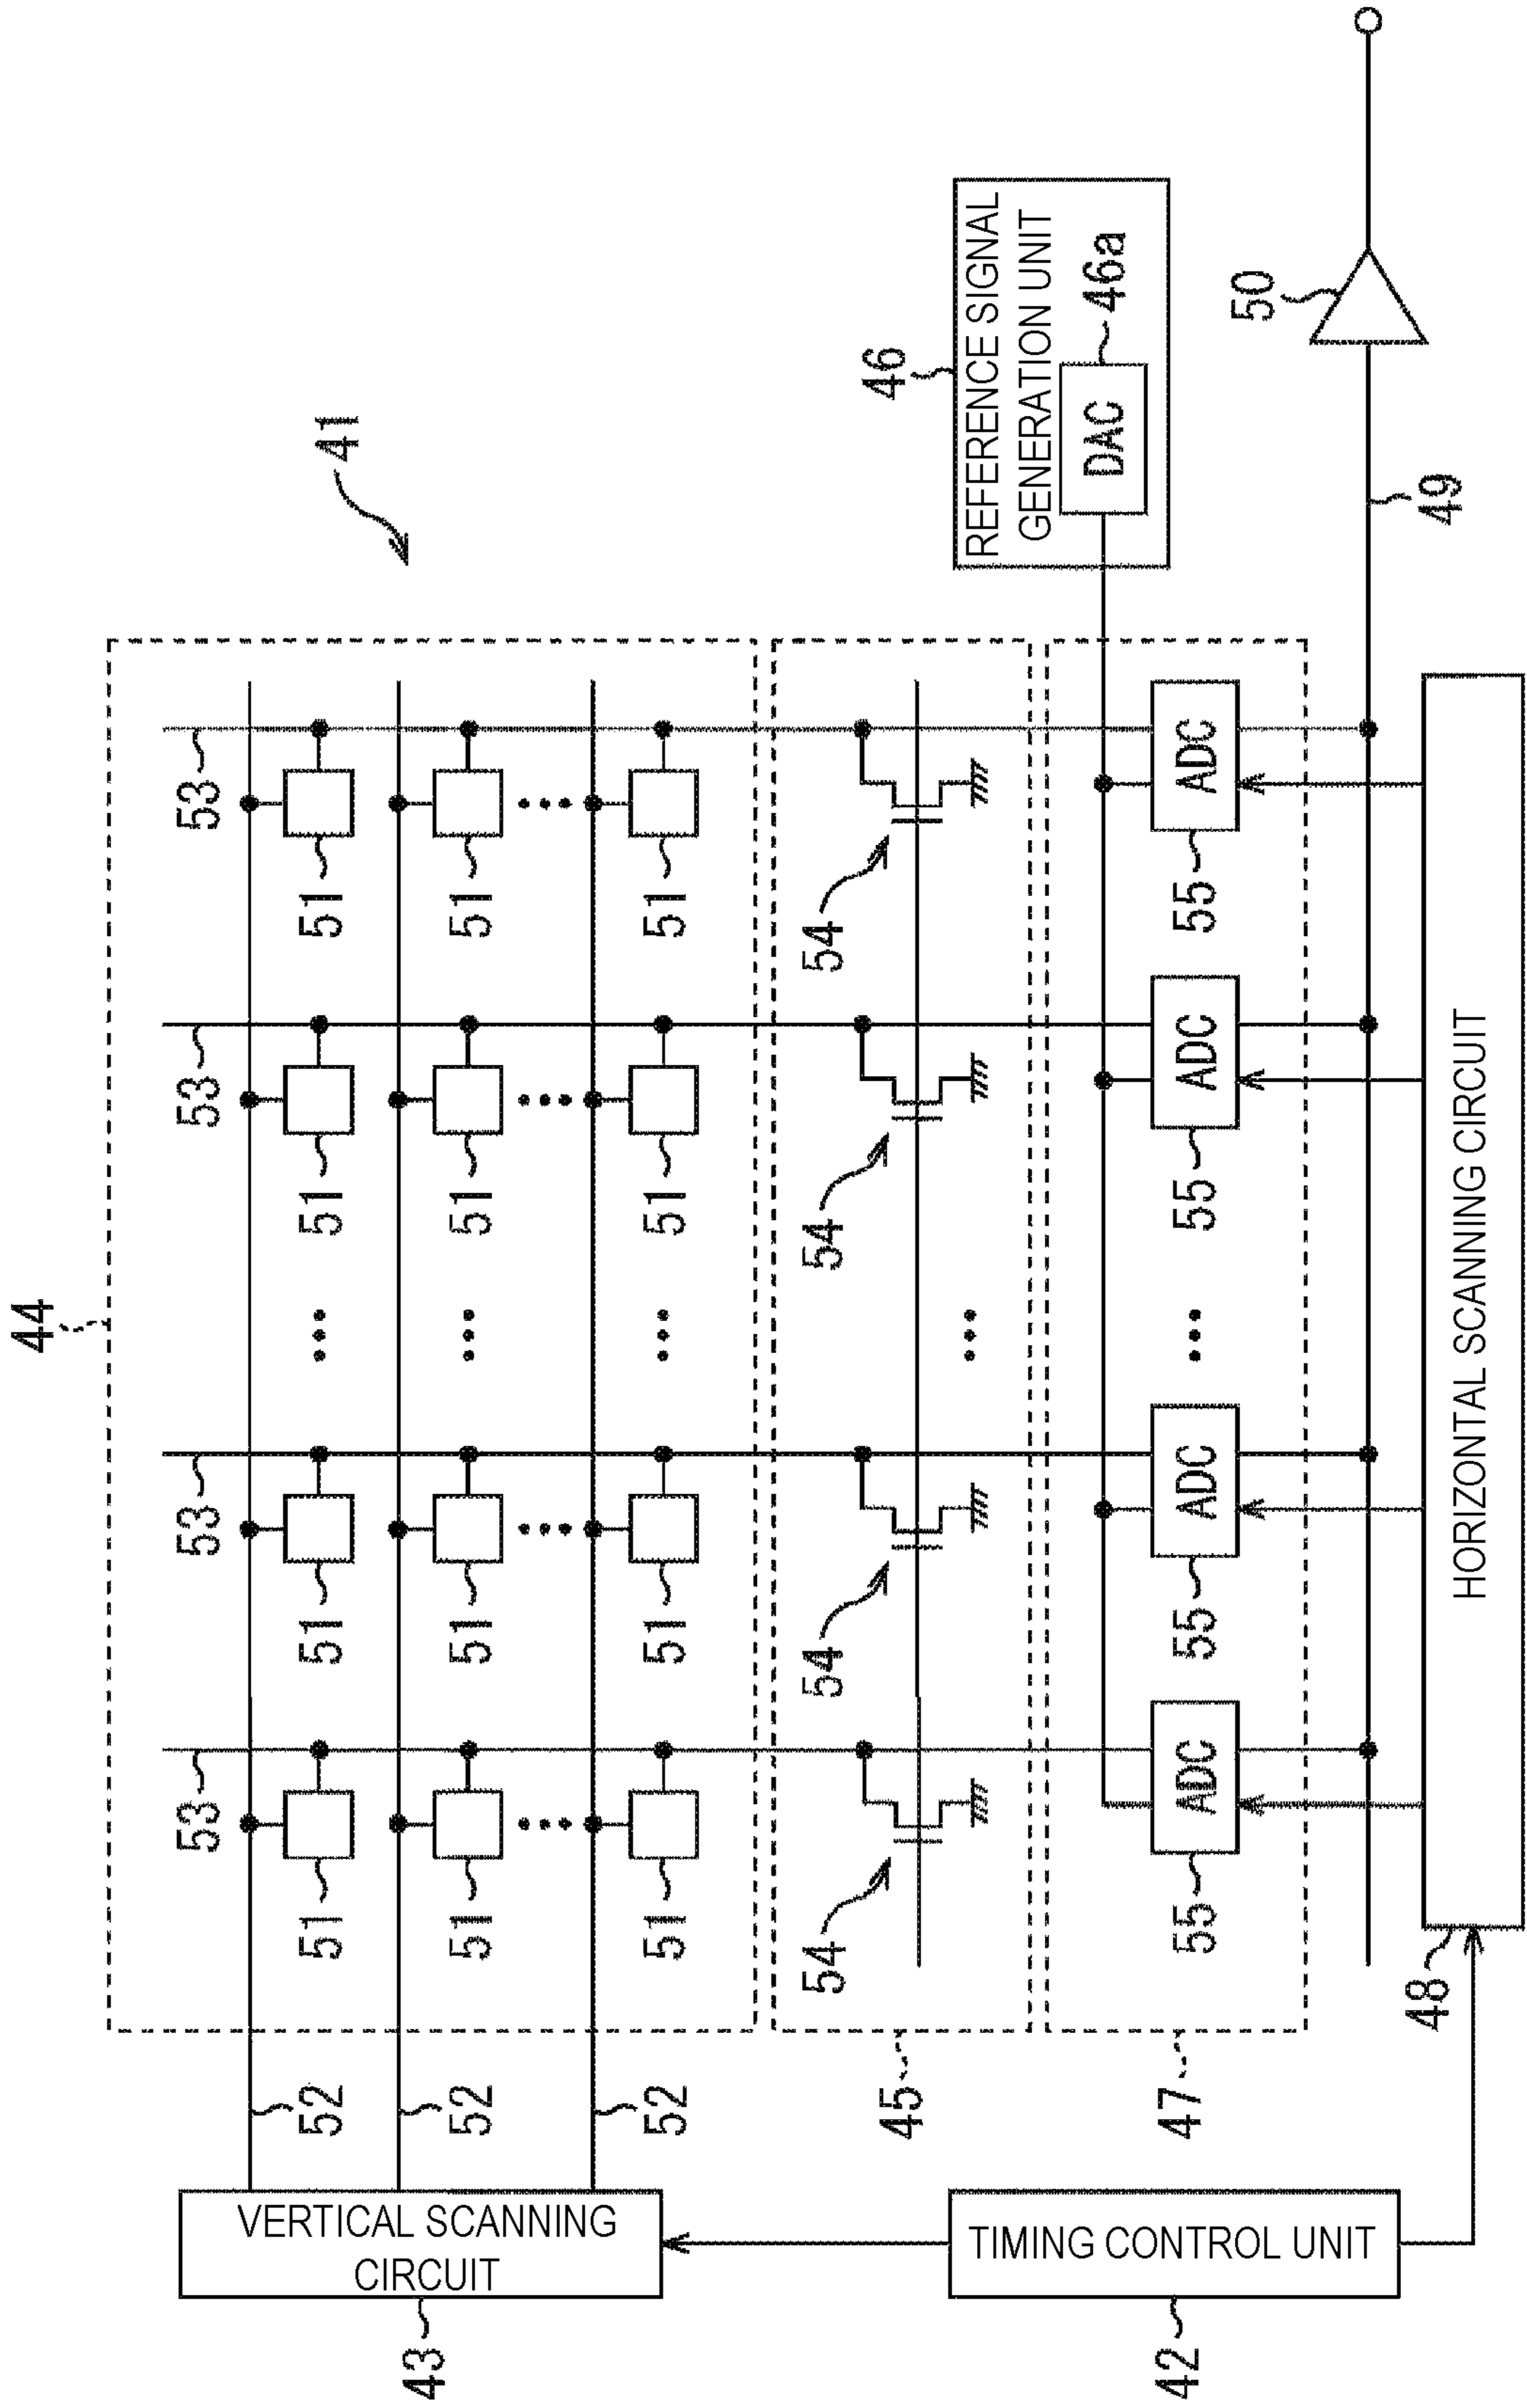 44
53 53 53 53
VERTICAL SCANNING
CIRCUIT
43
52 51 51 51 51
41
52 51 51 51 51
52 51 51 51 51
54 54 54 54
46
45
REFERENCE SIGNAL
GENERATION UNIT
DAC 46a
TIMING CONTROL UNIT
42
47
ADC ADC ADC ADC
55 55 55 55
50
49
48
HORIZONTAL SCANNING CIRCUIT